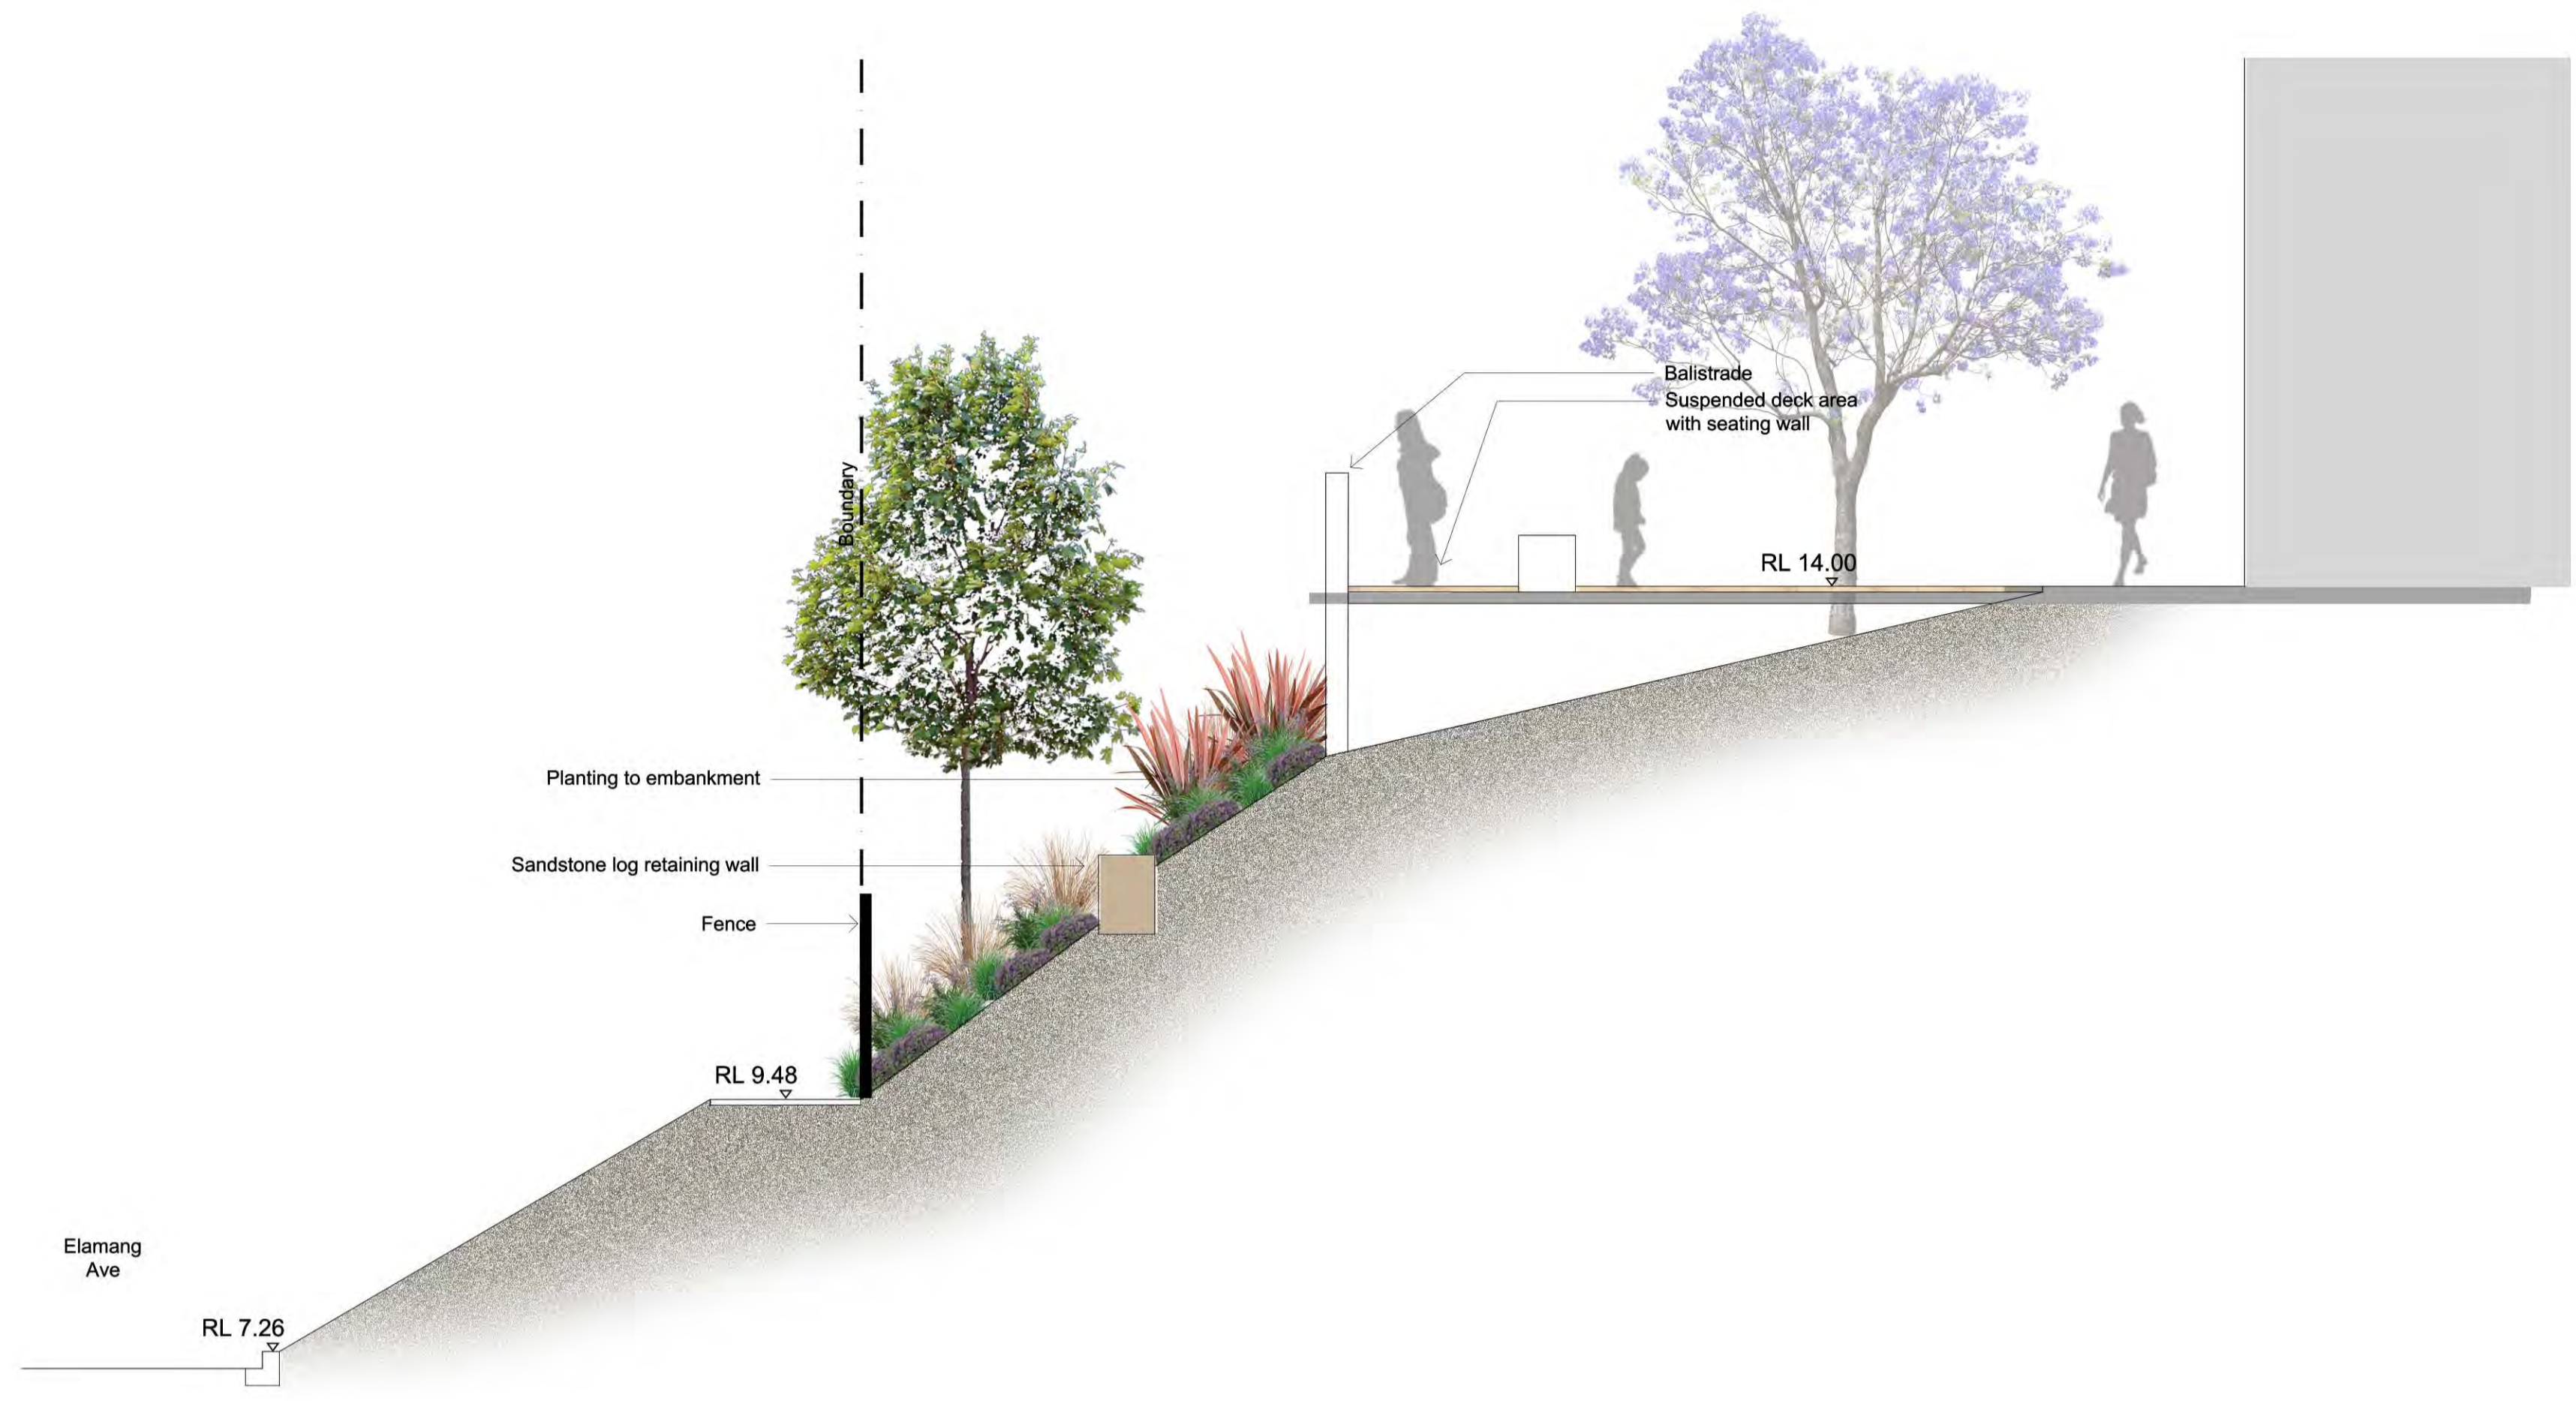 Boundary
Balistrade
Suspended deck area
with seating wall
RL 14.00
Planting to embankment
Sandstone log retaining wall
Fence
RL 9.48
Elamang
Ave
RL 7.26